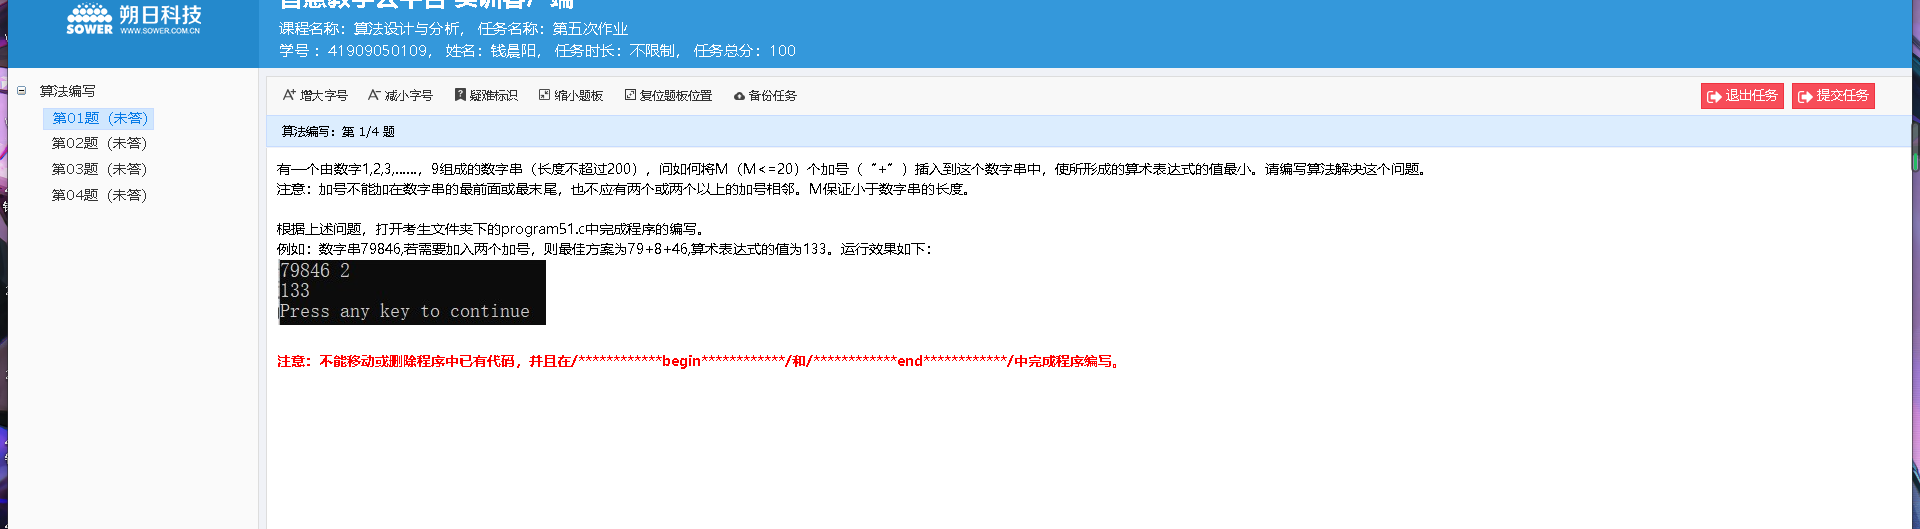 智慧教学云平台 实训客户端
朔日科技
SOWER WWW.SOWER.COM.CN
课程名称：算法设计与分析， 任务名称：第五次作业
学号 ：41909050109， 姓名：钱晨阳， 任务时长：不限制， 任务总分：100
算法编写
第01题（未答）
第02题（未答）
第03题（未答）
第04题（未答）
增大字号 减小字号 疑难标识 缩小题板 复位题板位置 备份任务 退出任务 提交任务
算法编写：第 1/4 题
有一个由数字1,2,3,......，9组成的数字串（长度不超过200），问如何将M（M<=20）个加号（“+”）插入到这个数字串中，使所形成的算术表达式的值最小。请编写算法解决这个问题。
注意：加号不能加在数字串的最前面或最末尾，也不应有两个或两个以上的加号相邻。M保证小于数字串的长度。
根据上述问题，打开考生文件夹下的program51.c中完成程序的编写。
例如：数字串79846,若需要加入两个加号，则最佳方案为79+8+46,算术表达式的值为133。运行效果如下：
79846 2
133
Press any key to continue
注意：不能移动或删除程序中已有代码，并且在/************begin************/和/************end************/中完成程序编写。